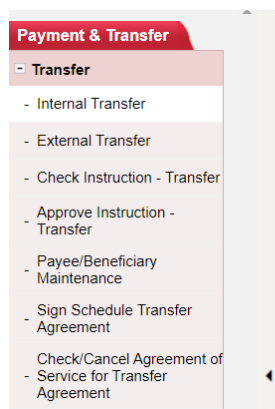 Payment & Transfer
Transfer
- Internal Transfer
- External Transfer
- Check Instruction - Transfer
Approve Instruction -
- Transfer
Payee/Beneficiary
- Maintenance
Sign Schedule Transfer
- Agreement
Check/Cancel Agreement of
- Service for Transfer
Agreement